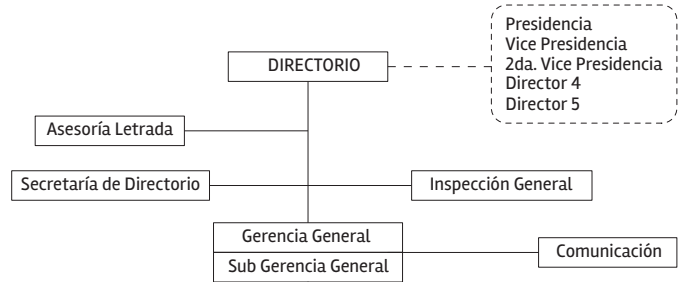 Presidencia
Vice Presidencia
2da. Vice Presidencia
Director 4
Director 5
DIRECTORIO
Asesoría Letrada
Secretaría de Directorio
Inspección General
Gerencia General
Sub Gerencia General
Comunicación